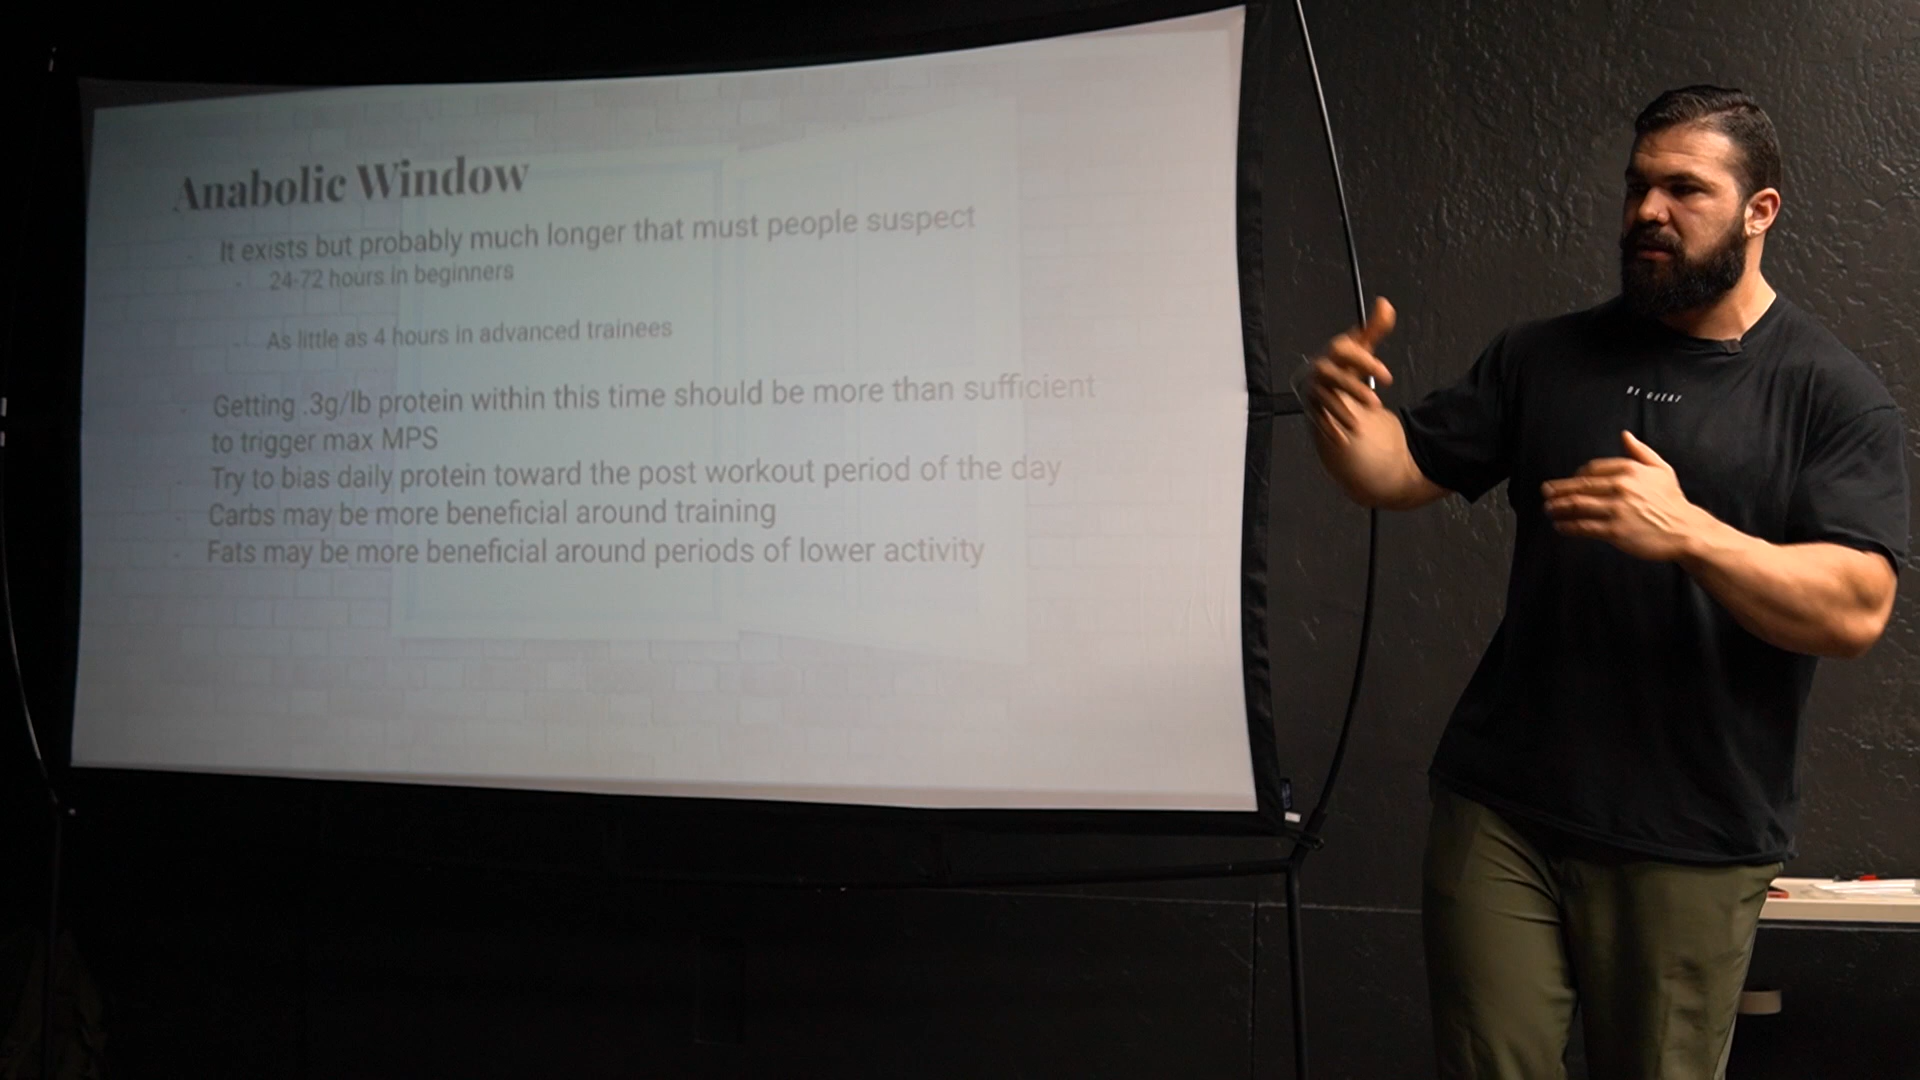 Anabolic Window
- It exists but probably much longer that must people suspect
- 24-72 hours in beginners
- As little as 4 hours in advanced trainees
- Getting .3g/lb protein within this time should be more than sufficient
to trigger max MPS
- Try to bias daily protein toward the post workout period of the day
- Carbs may be more beneficial around training
- Fats may be more beneficial around periods of lower activity
BE GREAT